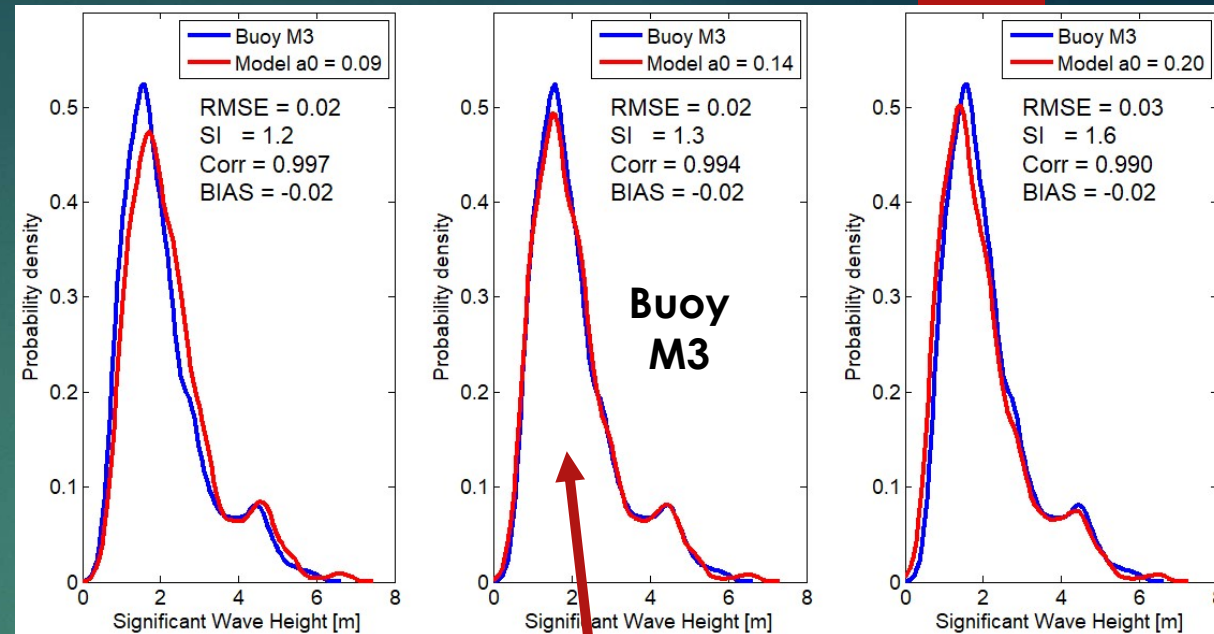 Buoy M3
Model a0 = 0.09
RMSE = 0.02
SI = 1.2
Corr = 0.997
BIAS = -0.02
Probability density
0.5
0.4
0.3
0.2
0.1
0
0 2 4 6 8
Significant Wave Height [m]
Buoy M3
Model a0 = 0.14
RMSE = 0.02
SI = 1.3
Corr = 0.994
BIAS = -0.02
Buoy
M3
Probability density
0.5
0.4
0.3
0.2
0.1
0
0 2 4 6 8
Significant Wave Height [m]
Buoy M3
Model a0 = 0.20
RMSE = 0.03
SI = 1.6
Corr = 0.990
BIAS = -0.02
Probability density
0.5
0.4
0.3
0.2
0.1
0
0 2 4 6 8
Significant Wave Height [m]